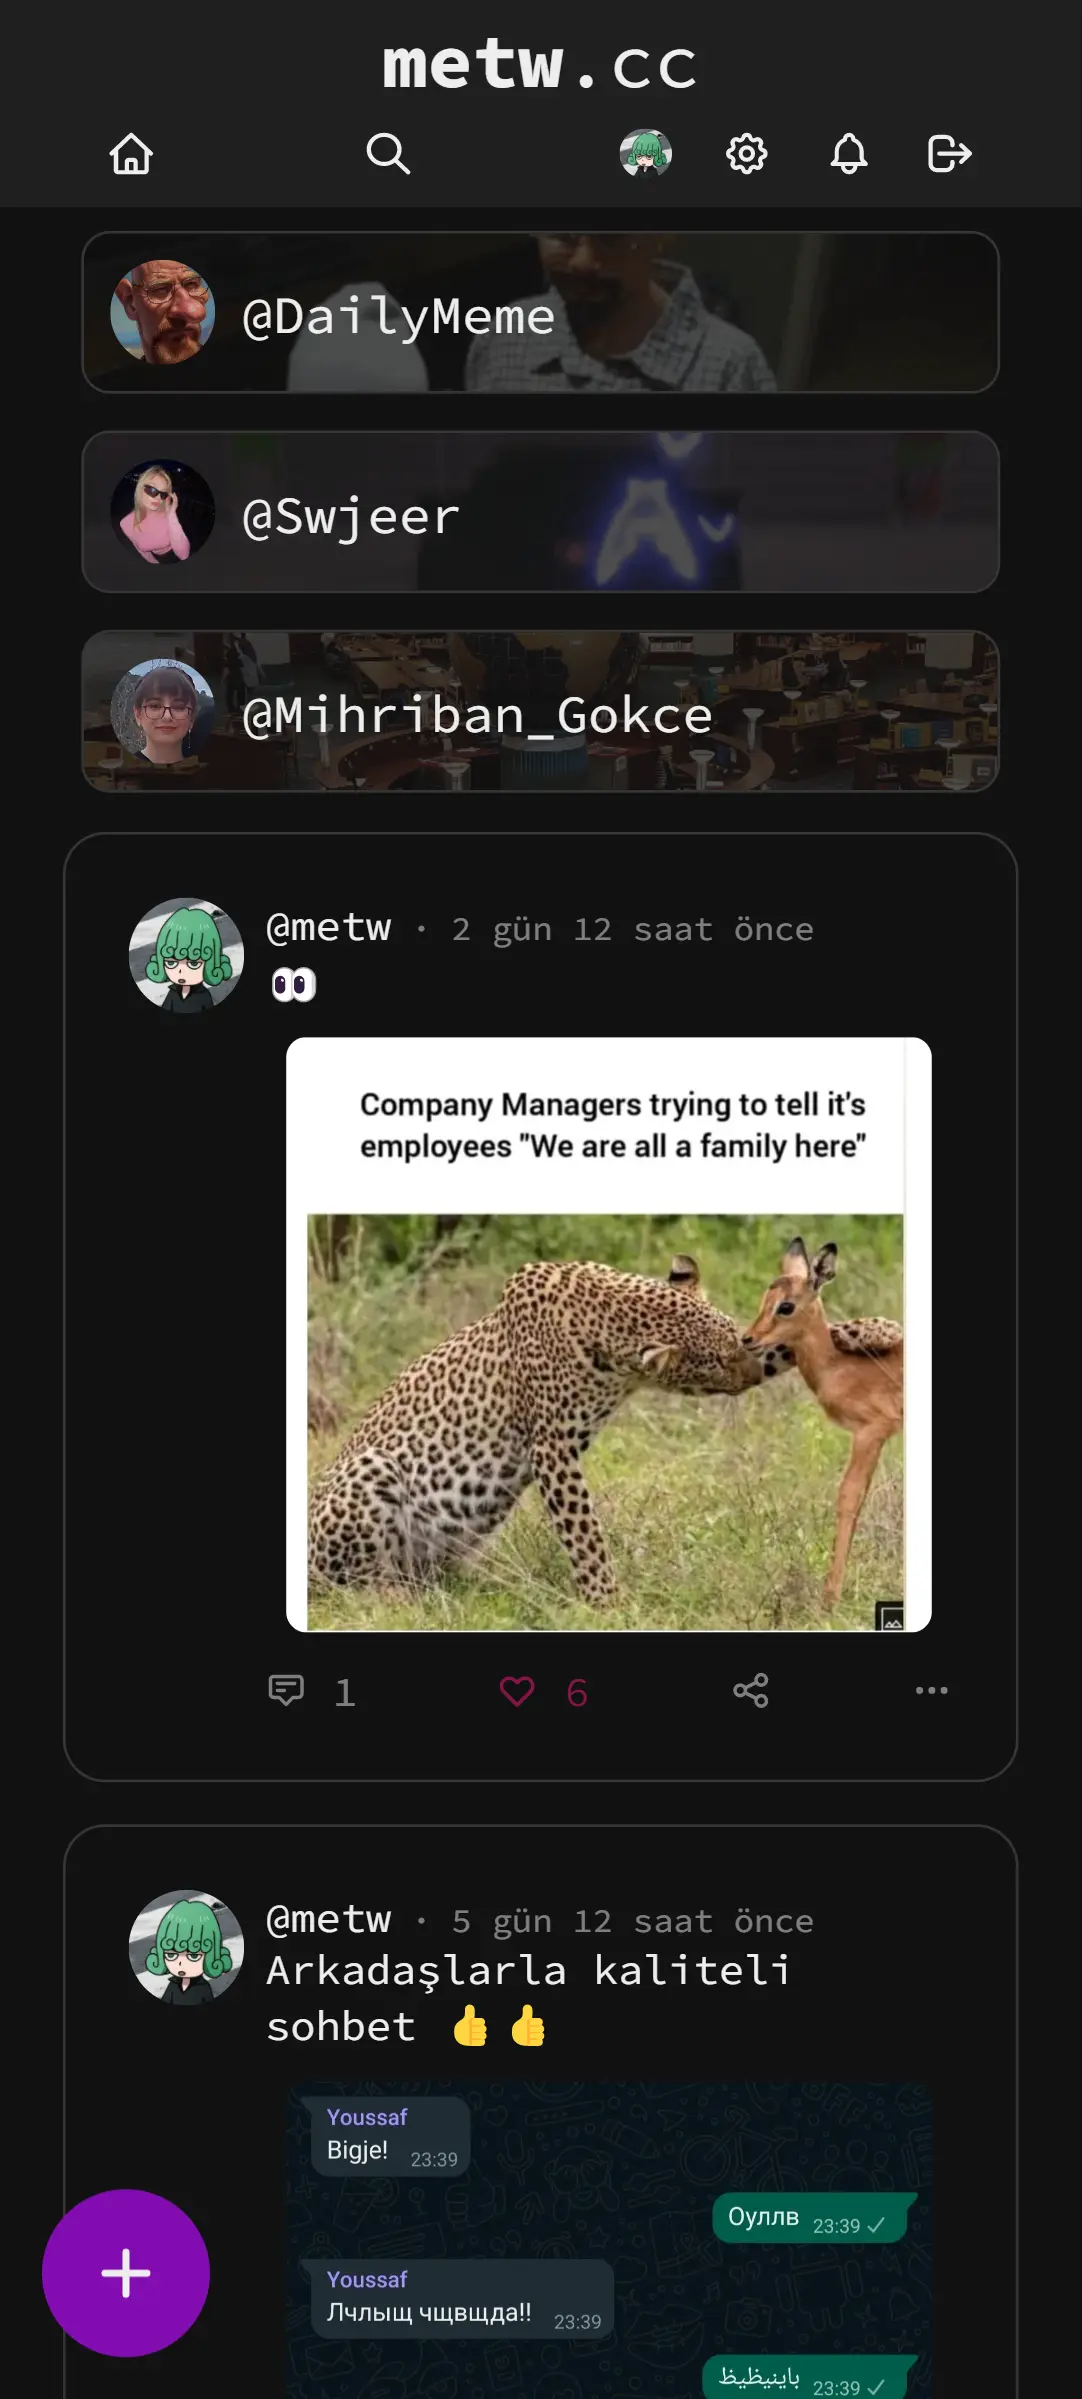 metw.cc
@DailyMeme
@Swjeer
@Mihriban_Gokce
@metw · 2 gün 12 saat önce
👀
Company Managers trying to tell it's
employees "We are all a family here"
1 6
@metw · 5 gün 12 saat önce
Arkadaşlarla kaliteli
sohbet 👍 👍
Youssaf
Bigje! 23:39
Оуллв 23:39
Youssaf
Лчлыщ чщвщда!! 23:39
باينيظيظ 23:39